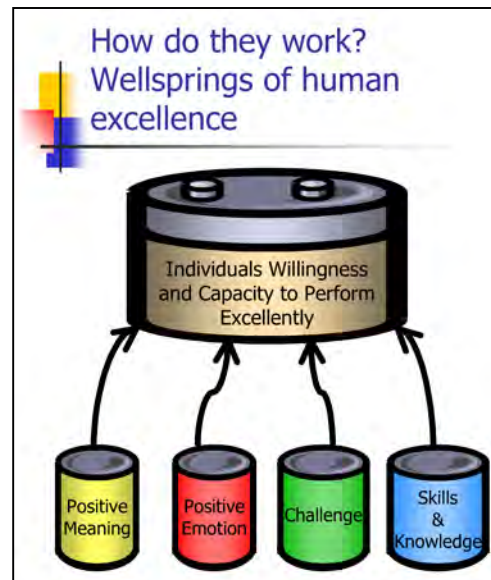 How do they work?
Wellsprings of human
excellence
Individuals Willingness
and Capacity to Perform
Excellently
Positive
Meaning
Positive
Emotion
Challenge
Skills
&
Knowledge